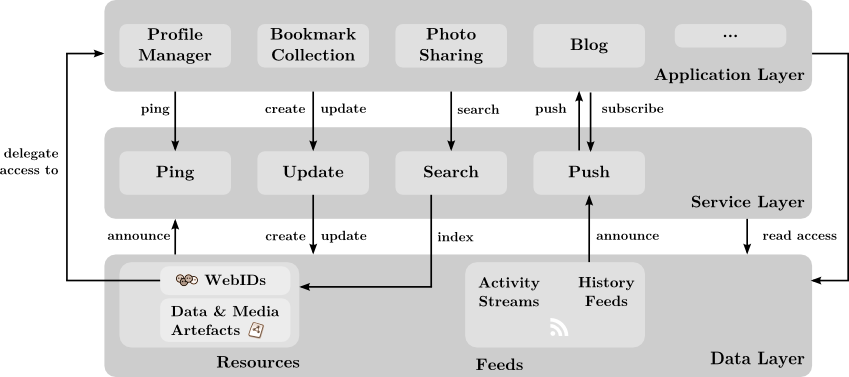 Profile
Manager
Bookmark
Collection
Photo
Sharing
Blog
...
Application Layer
ping
create
update
search
push
subscribe
delegate
access to
Ping
Update
Search
Push
Service Layer
announce
create
update
index
announce
read access
WebIDs
Data & Media
Artefacts
Resources
Activity
Streams
History
Feeds
Feeds
Data Layer